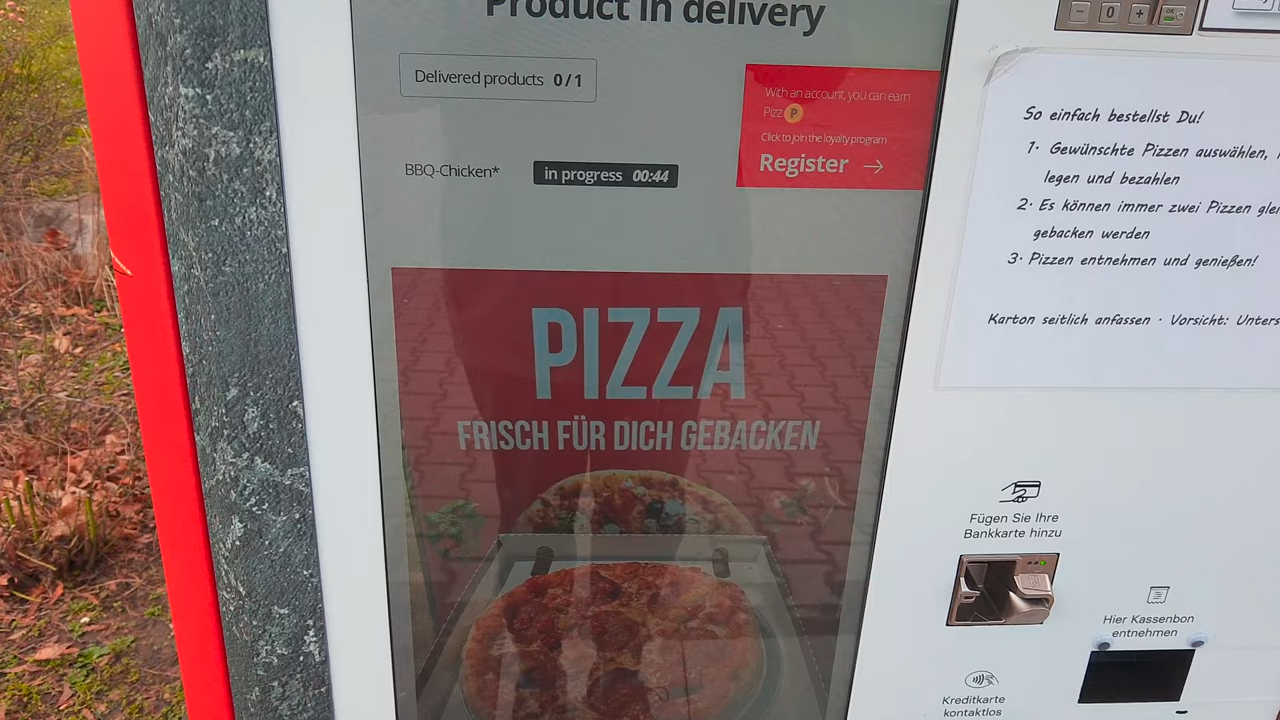 Product in delivery
Delivered products 0/1
With an account, you can earn
Pizz P
Click to join the loyalty program
Register →
BBQ-Chicken*
in progress 00:44
PIZZA
FRISCH FÜR DICH GEBACKEN
- 0 + OK
So einfach bestellst Du!
1. Gewünschte Pizzen auswählen,
legen und bezahlen
2. Es können immer zwei Pizzen
gebacken werden
3. Pizzen entnehmen und genießen!
Karton seitlich anfassen · Vorsicht:
Fügen Sie Ihre
Bankkarte hinzu
Hier Kassenbon
entnehmen
Kreditkarte
kontaktlos